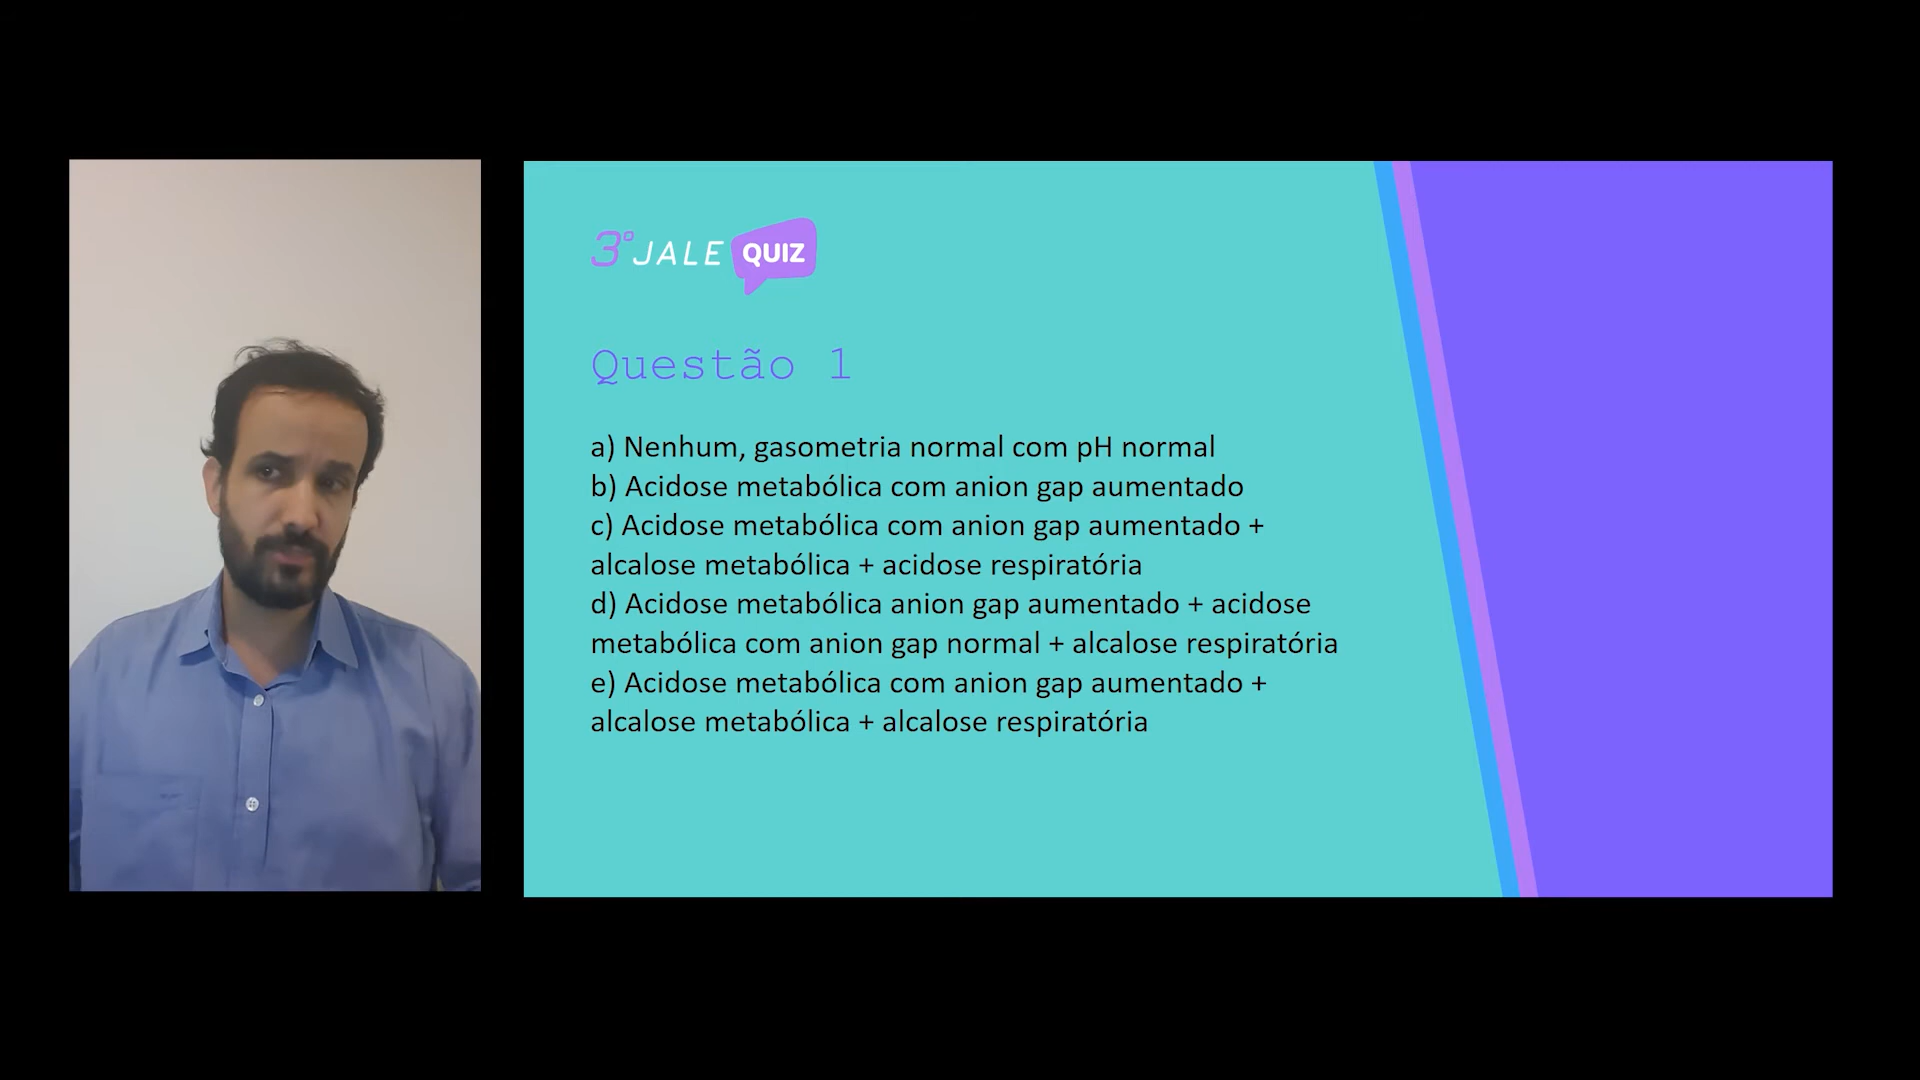 3º JALE QUIZ
Questão 1
a) Nenhum, gasometria normal com pH normal
b) Acidose metabólica com anion gap aumentado
c) Acidose metabólica com anion gap aumentado +
alcalose metabólica + acidose respiratória
d) Acidose metabólica anion gap aumentado + acidose
metabólica com anion gap normal + alcalose respiratória
e) Acidose metabólica com anion gap aumentado +
alcalose metabólica + alcalose respiratória